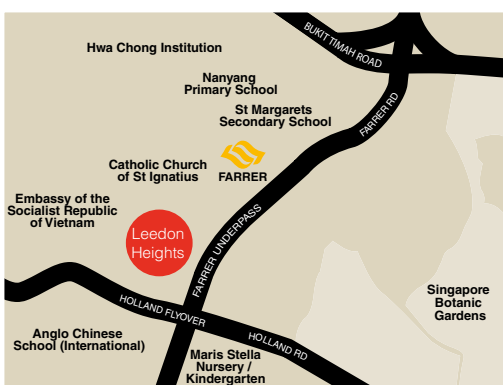 BUKIT TIMAH ROAD
Hwa Chong Institution
Nanyang
Primary School
St Margarets
Secondary School
FARRER RD
Catholic Church
of St Ignatius
FARRER
Embassy of the
Socialist Republic
of Vietnam
Leedon
Heights
FARRER UNDERPASS
Singapore
Botanic
Gardens
HOLLAND FLYOVER
HOLLAND RD
Anglo Chinese
School (International)
Maris Stella
Nursery /
Kindergarten